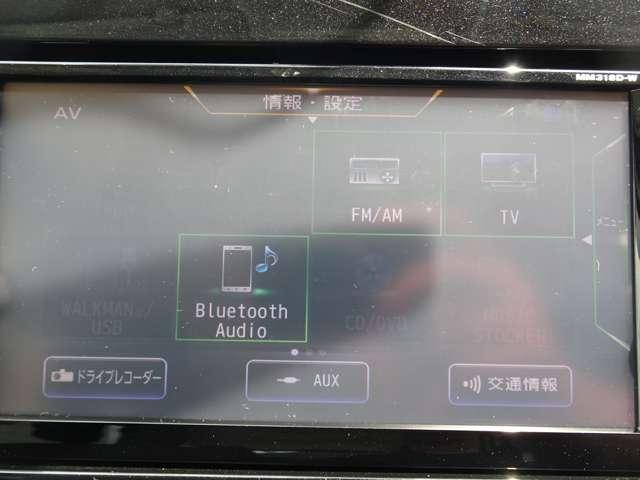 MM319D-W
情報・設定
AV
FM/AM
TV
メニュー
WALKMAN®/
USB
Bluetooth
Audio
CD/DVD
MUSIC
STOCKER
ドライブレコーダー
AUX
交通情報